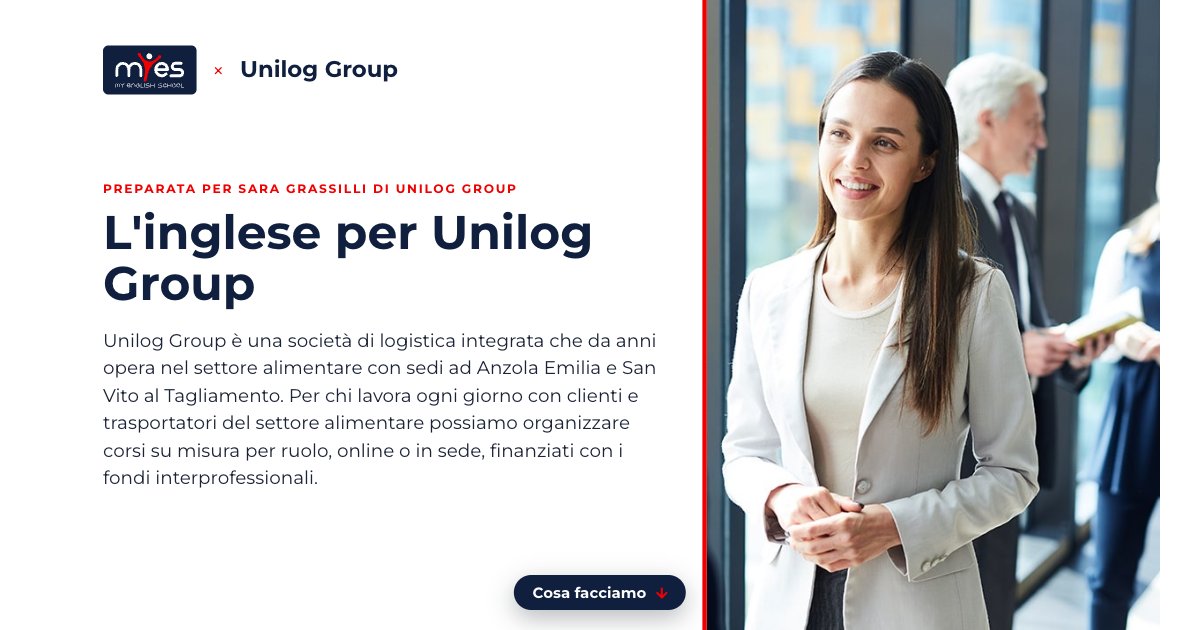 myes
MY ENGLISH SCHOOL
× Unilog Group
PREPARATA PER SARA GRASSILLI DI UNILOG GROUP
L'inglese per Unilog
Group
Unilog Group è una società di logistica integrata che da anni
opera nel settore alimentare con sedi ad Anzola Emilia e San
Vito al Tagliamento. Per chi lavora ogni giorno con clienti e
trasportatori del settore alimentare possiamo organizzare
corsi su misura per ruolo, online o in sede, finanziati con i
fondi interprofessionali.
Cosa facciamo ↓